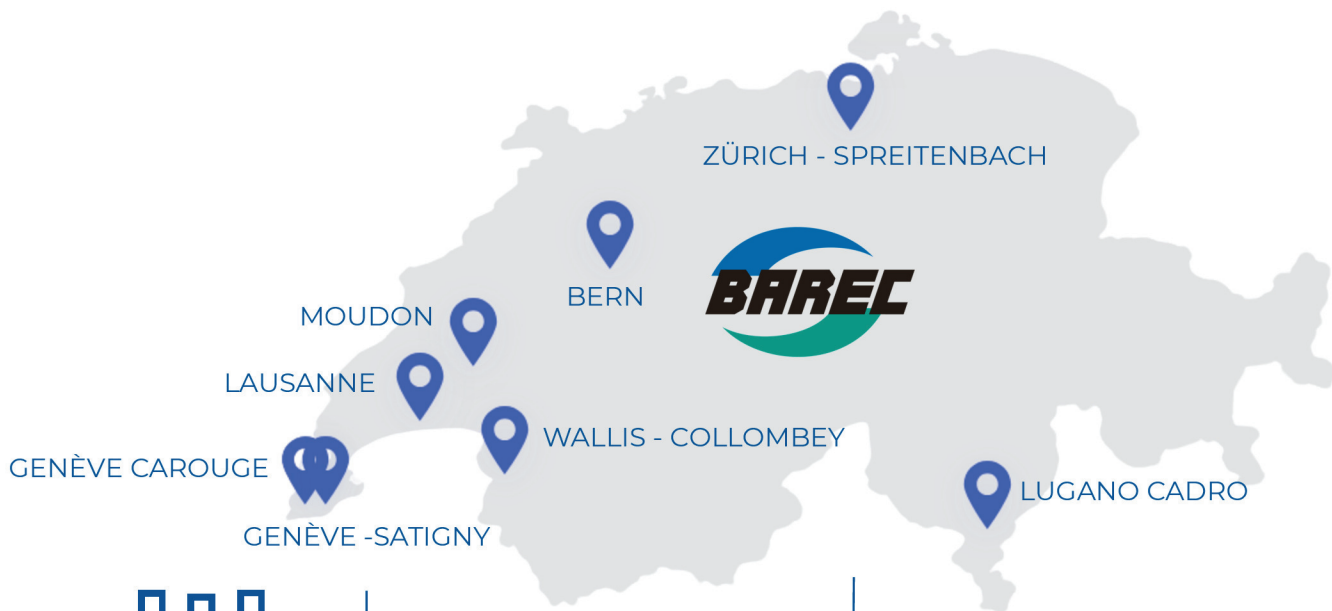 ZÜRICH - SPREITENBACH
BERN
BAREC
MOUDON
LAUSANNE
WALLIS - COLLOMBEY
GENÈVE CAROUGE
LUGANO CADRO
GENÈVE -SATIGNY